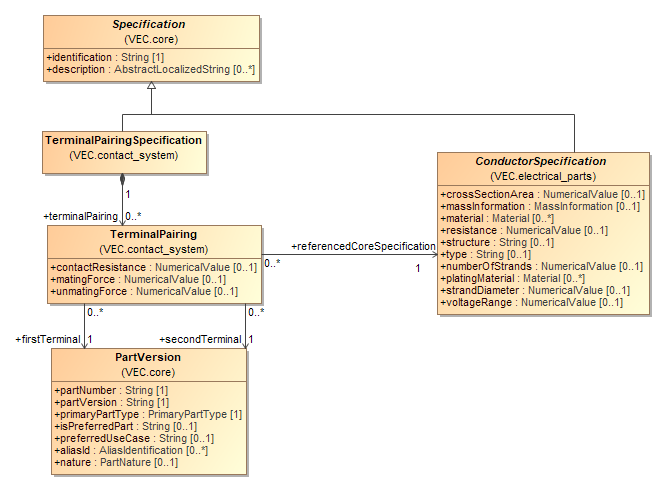 Specification
(VEC.core)
+identification : String [1]
+description : AbstractLocalizedString [0..*]
TerminalPairingSpecification
(VEC.contact_system)
1
+terminalPairing
0..*
TerminalPairing
(VEC.contact_system)
+contactResistance : NumericalValue [0..1]
+matingForce : NumericalValue [0..1]
+unmatingForce : NumericalValue [0..1]
0..*
+referencedCoreSpecification
1
ConductorSpecification
(VEC.electrical_parts)
+crossSectionArea : NumericalValue [0..1]
+massInformation : MassInformation [0..1]
+material : Material [0..*]
+resistance : NumericalValue [0..1]
+structure : String [0..1]
+type : String [0..1]
+numberOfStrands : NumericalValue [0..1]
+platingMaterial : Material [0..*]
+strandDiameter : NumericalValue [0..1]
+voltageRange : NumericalValue [0..1]
0..*
0..*
+firstTerminal
1
+secondTerminal
1
PartVersion
(VEC.core)
+partNumber : String [1]
+partVersion : String [1]
+primaryPartType : PrimaryPartType [1]
+isPreferredPart : String [0..1]
+preferredUseCase : String [0..1]
+aliasId : AliasIdentification [0..*]
+nature : PartNature [0..1]